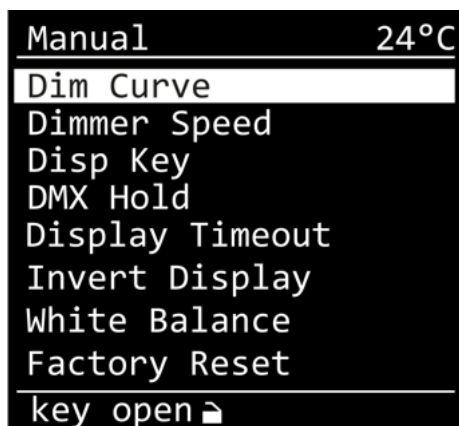 Manual 24°C
Dim Curve
Dimmer Speed
Disp Key
DMX Hold
Display Timeout
Invert Display
White Balance
Factory Reset
key open